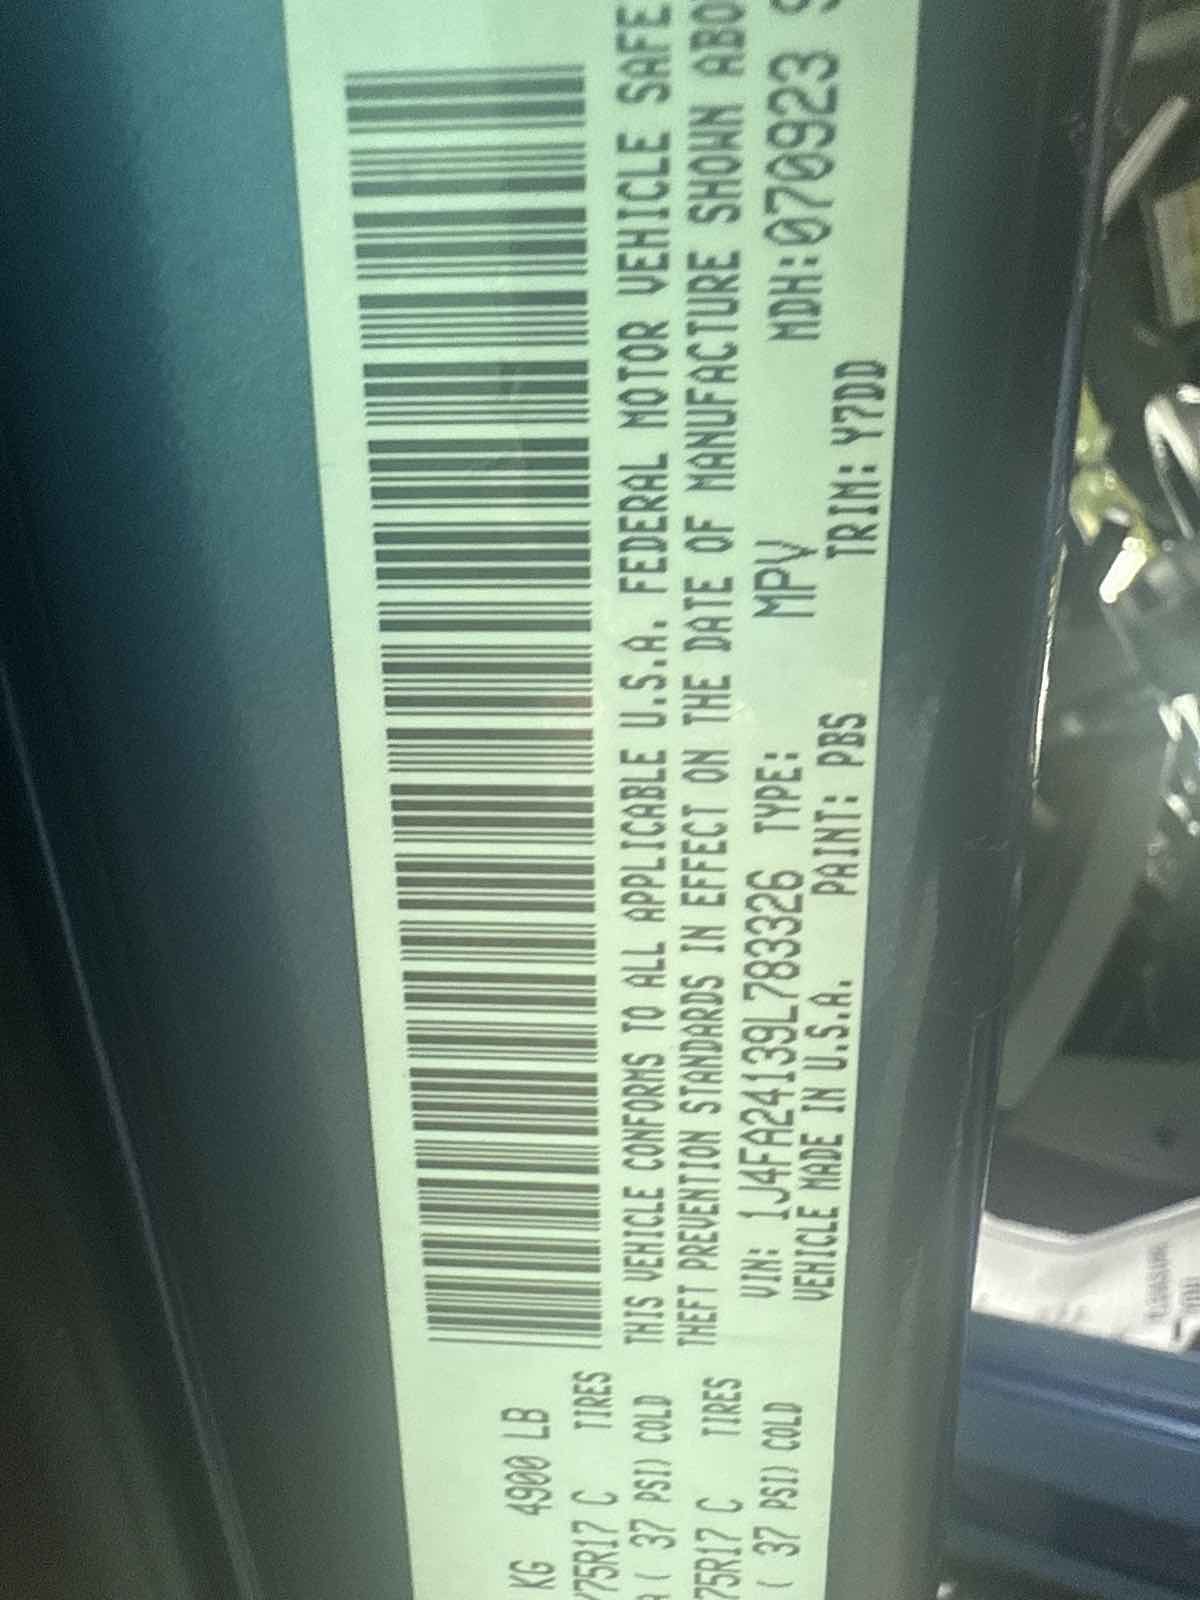 KG 4900 LB
/75R17 C TIRES
( 37 PSI) COLD
75R17 C TIRES
( 37 PSI) COLD
THIS VEHICLE CONFORMS TO ALL APPLICABLE U.S.A. FEDERAL MOTOR VEHICLE SAFE
THEFT PREVENTION STANDARDS IN EFFECT ON THE DATE OF MANUFACTURE SHOWN ABO
VIN: 1J4FA24139L783326 TYPE: MPV MDH:070923
VEHICLE MADE IN U.S.A. PAINT: PBS TRIM: Y7DD